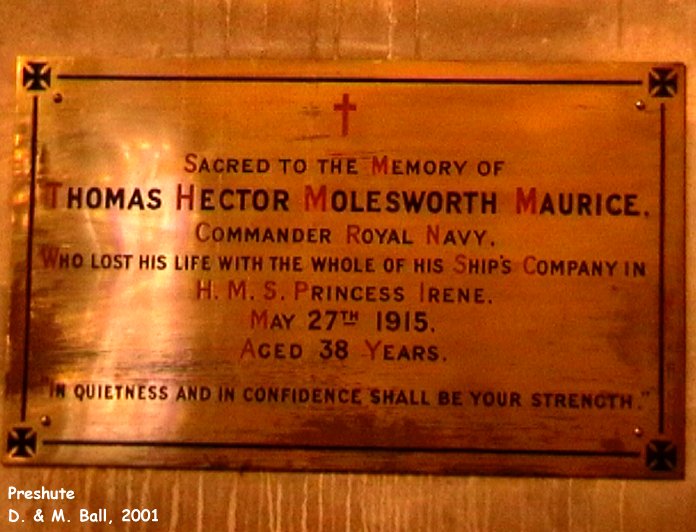 SACRED TO THE MEMORY OF
THOMAS HECTOR MOLESWORTH MAURICE,
COMMANDER ROYAL NAVY.
WHO LOST HIS LIFE WITH THE WHOLE OF HIS SHIP'S COMPANY IN
H. M. S. PRINCESS IRENE.
MAY 27TH 1915.
AGED 38 YEARS.
"IN QUIETNESS AND IN CONFIDENCE SHALL BE YOUR STRENGTH."
Preshute
D. & M. Ball, 2001